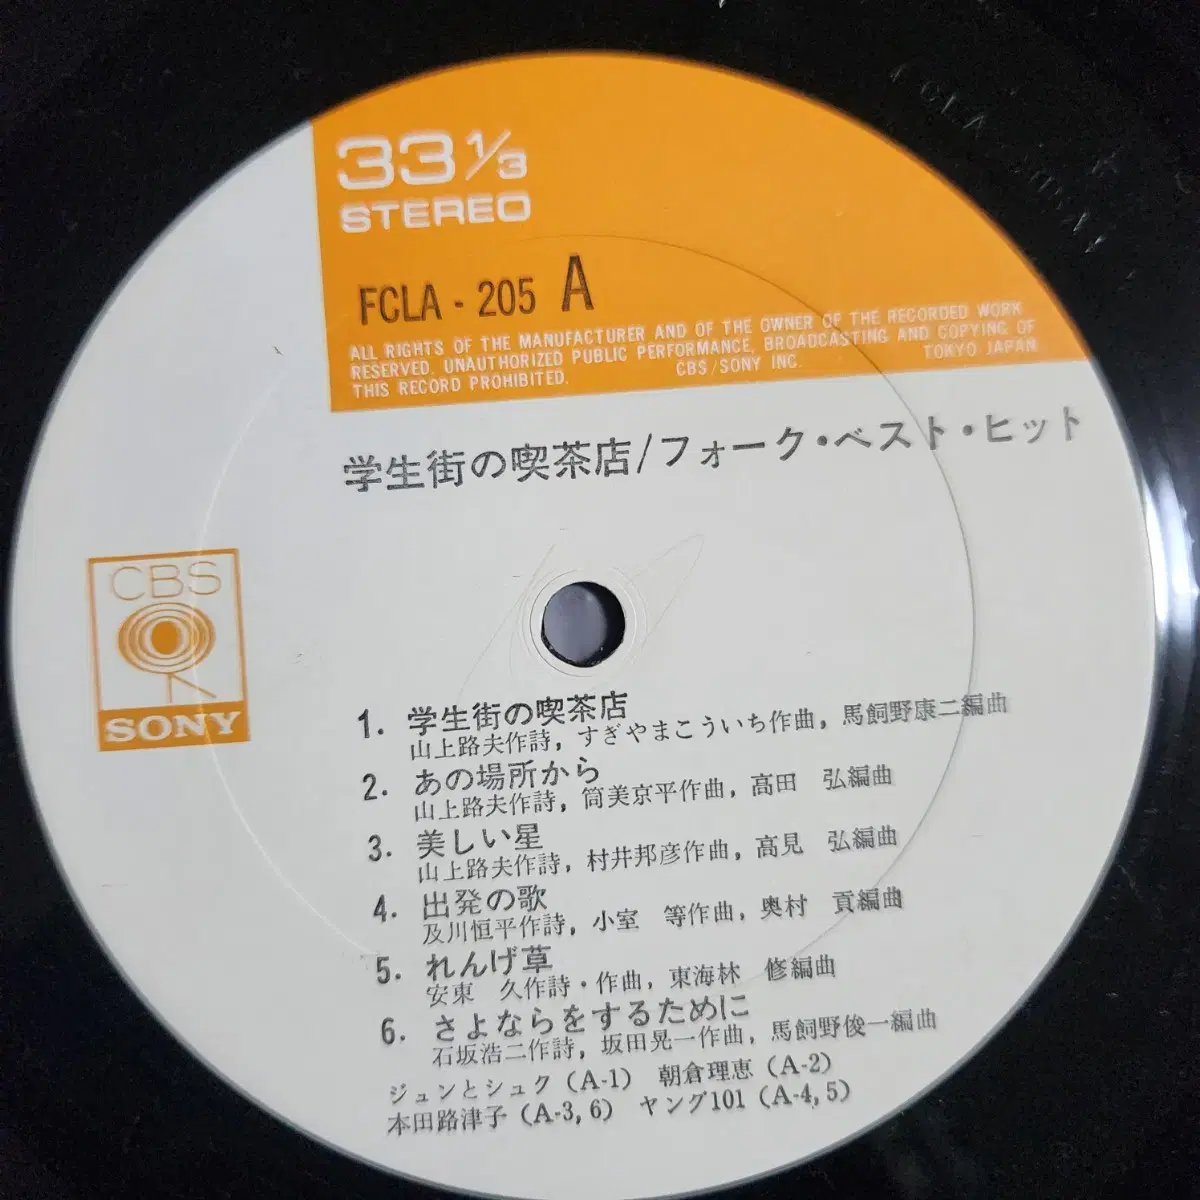 33 1/3
STEREO
FCLA - 205 A
ALL RIGHTS OF THE MANUFACTURER AND OF THE OWNER OF THE RECORDED WORK
RESERVED. UNAUTHORIZED PUBLIC PERFORMANCE, BROADCASTING AND COPYING OF
THIS RECORD PROHIBITED. CBS/SONY INC. TOKYO JAPAN
学生街の喫茶店/フォーク・ベスト・ヒット
CBS
SONY
1. 学生街の喫茶店
山上路夫作詩, すぎやまこういち作曲, 馬飼野康二編曲
2. あの場所から
山上路夫作詩, 筒美京平作曲,高田 弘編曲
3. 美しい星
山上路夫作詩, 村井邦彦作曲, 高見 弘編曲
4. 出発の歌
及川恒平作詩, 小室 等作曲, 奥村 貢編曲
5. れんげ草
安東 久作詩・作曲, 東海林 修編曲
6. さよならをするために
石坂浩二作詩, 坂田晃一作曲, 馬飼野俊一編曲
ジュンとシュク (A-1) 朝倉理恵 (A-2)
本田路津子 (A-3, 6) ヤング101 (A-4, 5)